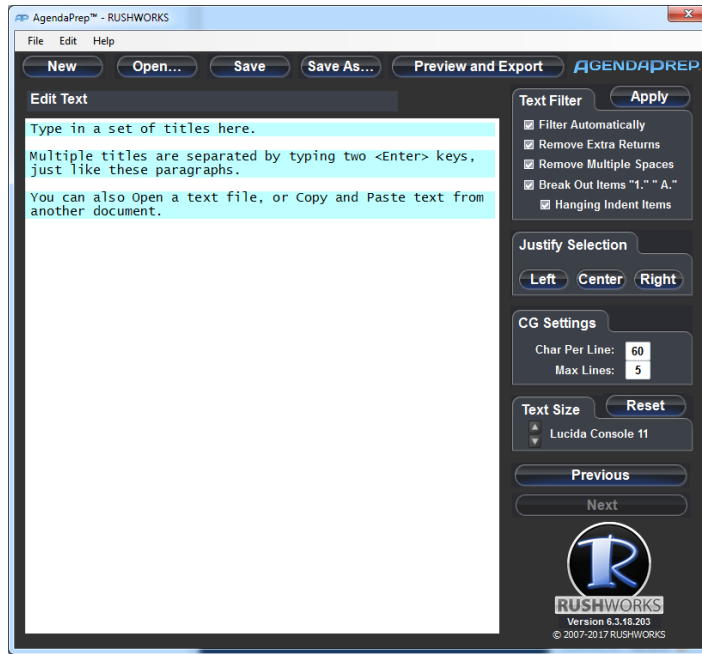 AP AgendaPrep™ - RUSHWORKS
x
File Edit Help
New Open... Save Save As... Preview and Export AGENDAPREP
Edit Text
Type in a set of titles here.
Multiple titles are separated by typing two <Enter> keys,
just like these paragraphs.
You can also Open a text file, or Copy and Paste text from
another document.
Text Filter Apply
Filter Automatically
Remove Extra Returns
Remove Multiple Spaces
Break Out Items "1." " A."
Hanging Indent Items
Justify Selection
Left Center Right
CG Settings
Char Per Line: 60
Max Lines: 5
Text Size Reset
Lucida Console 11
Previous
Next
R
RUSHWORKS
Version 6.3.18.203
© 2007-2017 RUSHWORKS